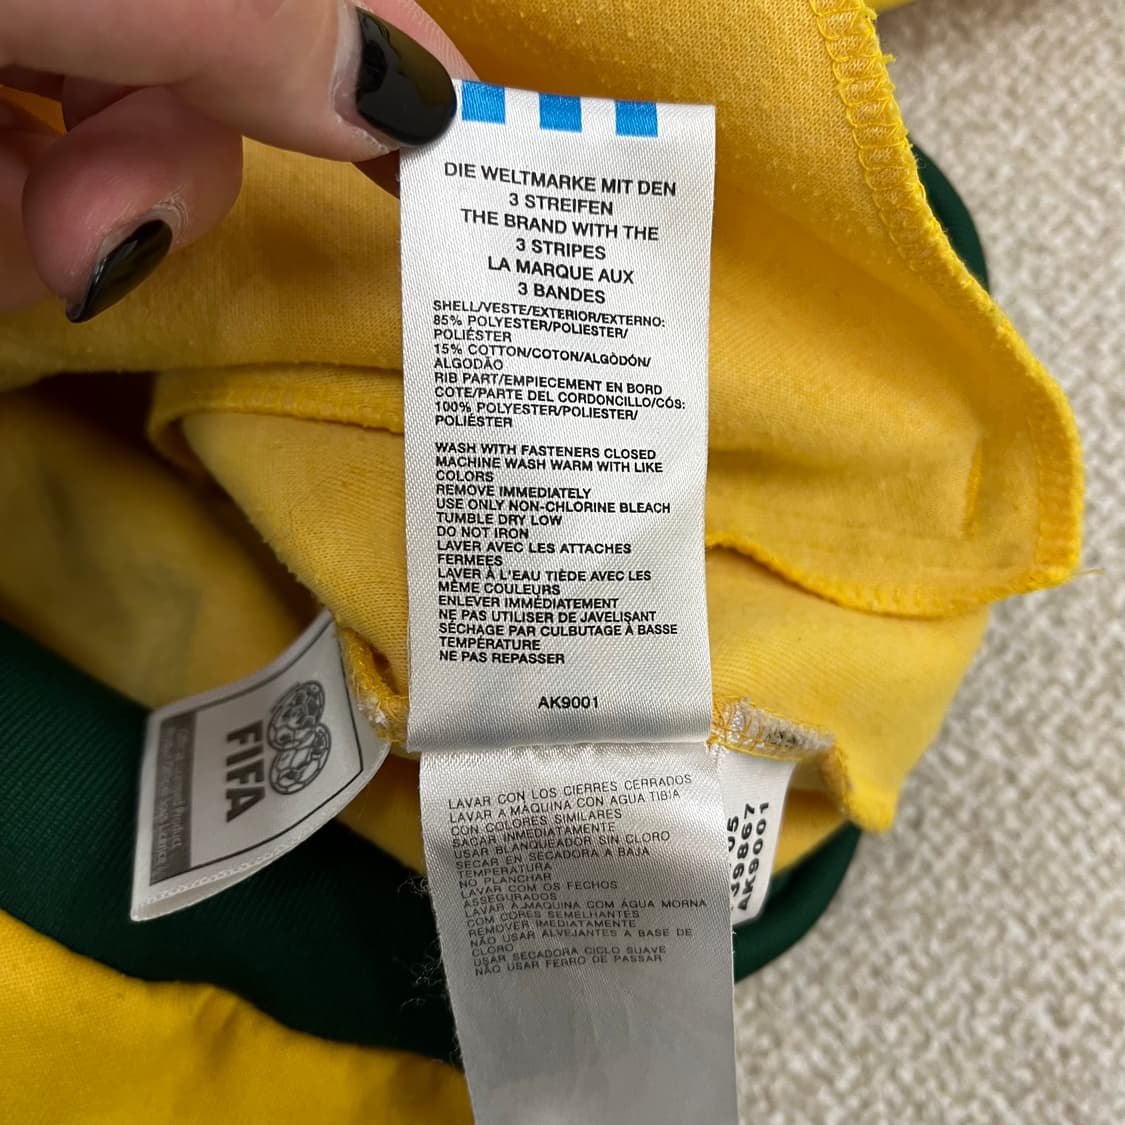 DIE WELTMARKE MIT DEN
3 STREIFEN
THE BRAND WITH THE
3 STRIPES
LA MARQUE AUX
3 BANDES
SHELL/VESTE/EXTERIOR/EXTERNO:
85% POLYESTER/POLIESTER/
POLIÉSTER
15% COTTON/COTON/ALGÒDÓN/
ALGODÃO
RIB PART/EMPIECEMENT EN BORD
COTE/PARTE DEL CORDONCILLO/CÓS:
100% POLYESTER/POLIESTER/
POLIÉSTER
WASH WITH FASTENERS CLOSED
MACHINE WASH WARM WITH LIKE
COLORS
REMOVE IMMEDIATELY
USE ONLY NON-CHLORINE BLEACH
TUMBLE DRY LOW
DO NOT IRON
LAVER AVEC LES ATTACHES
FERMEES
LAVER À L'EAU TIÈDE AVEC LES
MÊME COULEURS
ENLEVER IMMÉDIATEMENT
NE PAS UTILISER DE JAVELISANT
SÉCHAGE PAR CULBUTAGE À BASSE
TEMPÉRATURE
NE PAS REPASSER
AK9001
LAVAR CON LOS CIERRES CERRADOS
LAVAR A MÁQUINA CON AGUA TIBIA
CON COLORES SIMILARES
SACAR INMEDIATAMENTE
USAR BLANQUEADOR SIN CLORO
SECAR EN SECADORA A BAJA
TEMPERATURA
NO PLANCHAR
LAVAR COM OS FECHOS
ASSEGURADOS
LAVAR A MAQUINA COM ÁGUA MORNA
COM CORES SEMELHANTES
REMOVER IMEDIATAMENTE
NÃO USAR ALVEJANTES A BASE DE
CLORO
USAR SECADORA CICLO SUAVE
NÃO USAR FERRO DE PASSAR
FIFA
05
9867
AK9001